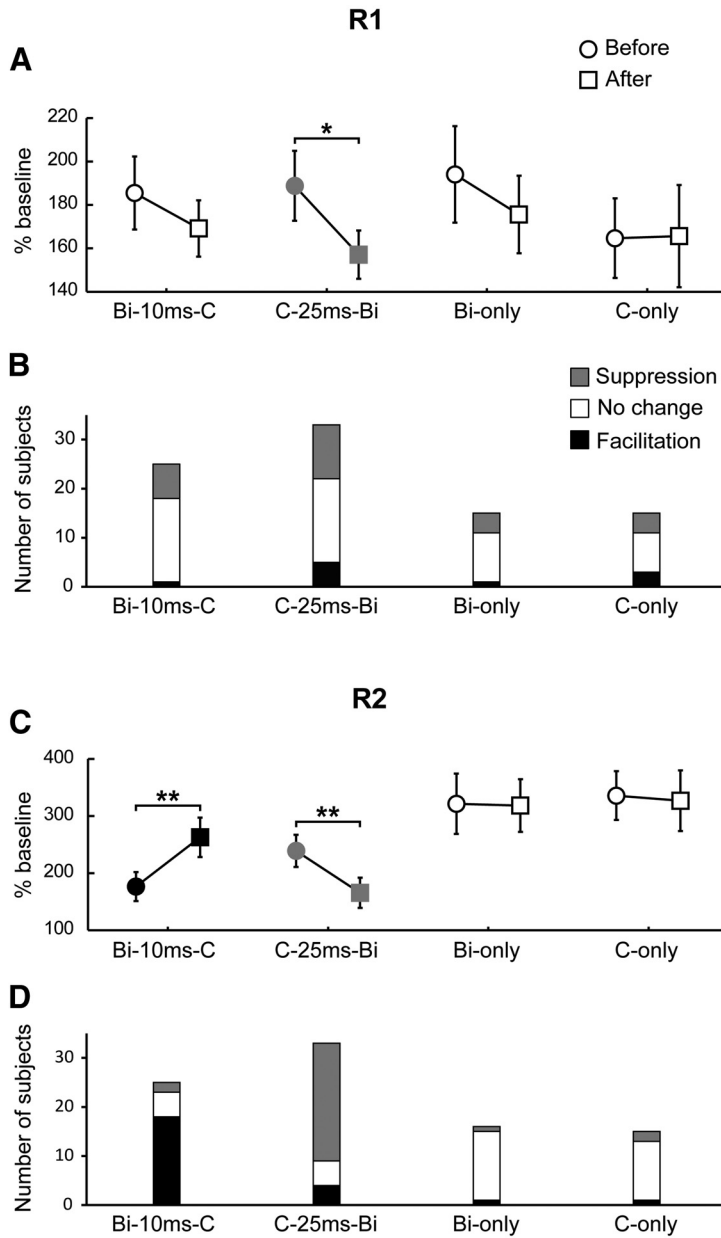 R1
A
Before
After
220
200
180
160
140
% baseline
*
Bi-10ms-C C-25ms-Bi Bi-only C-only
B
Suppression
No change
Facilitation
30
20
10
0
Number of subjects
Bi-10ms-C C-25ms-Bi Bi-only C-only
R2
C
400
300
200
100
% baseline
** **
Bi-10ms-C C-25ms-Bi Bi-only C-only
D
30
20
10
0
Number of subjects
Bi-10ms-C C-25ms-Bi Bi-only C-only